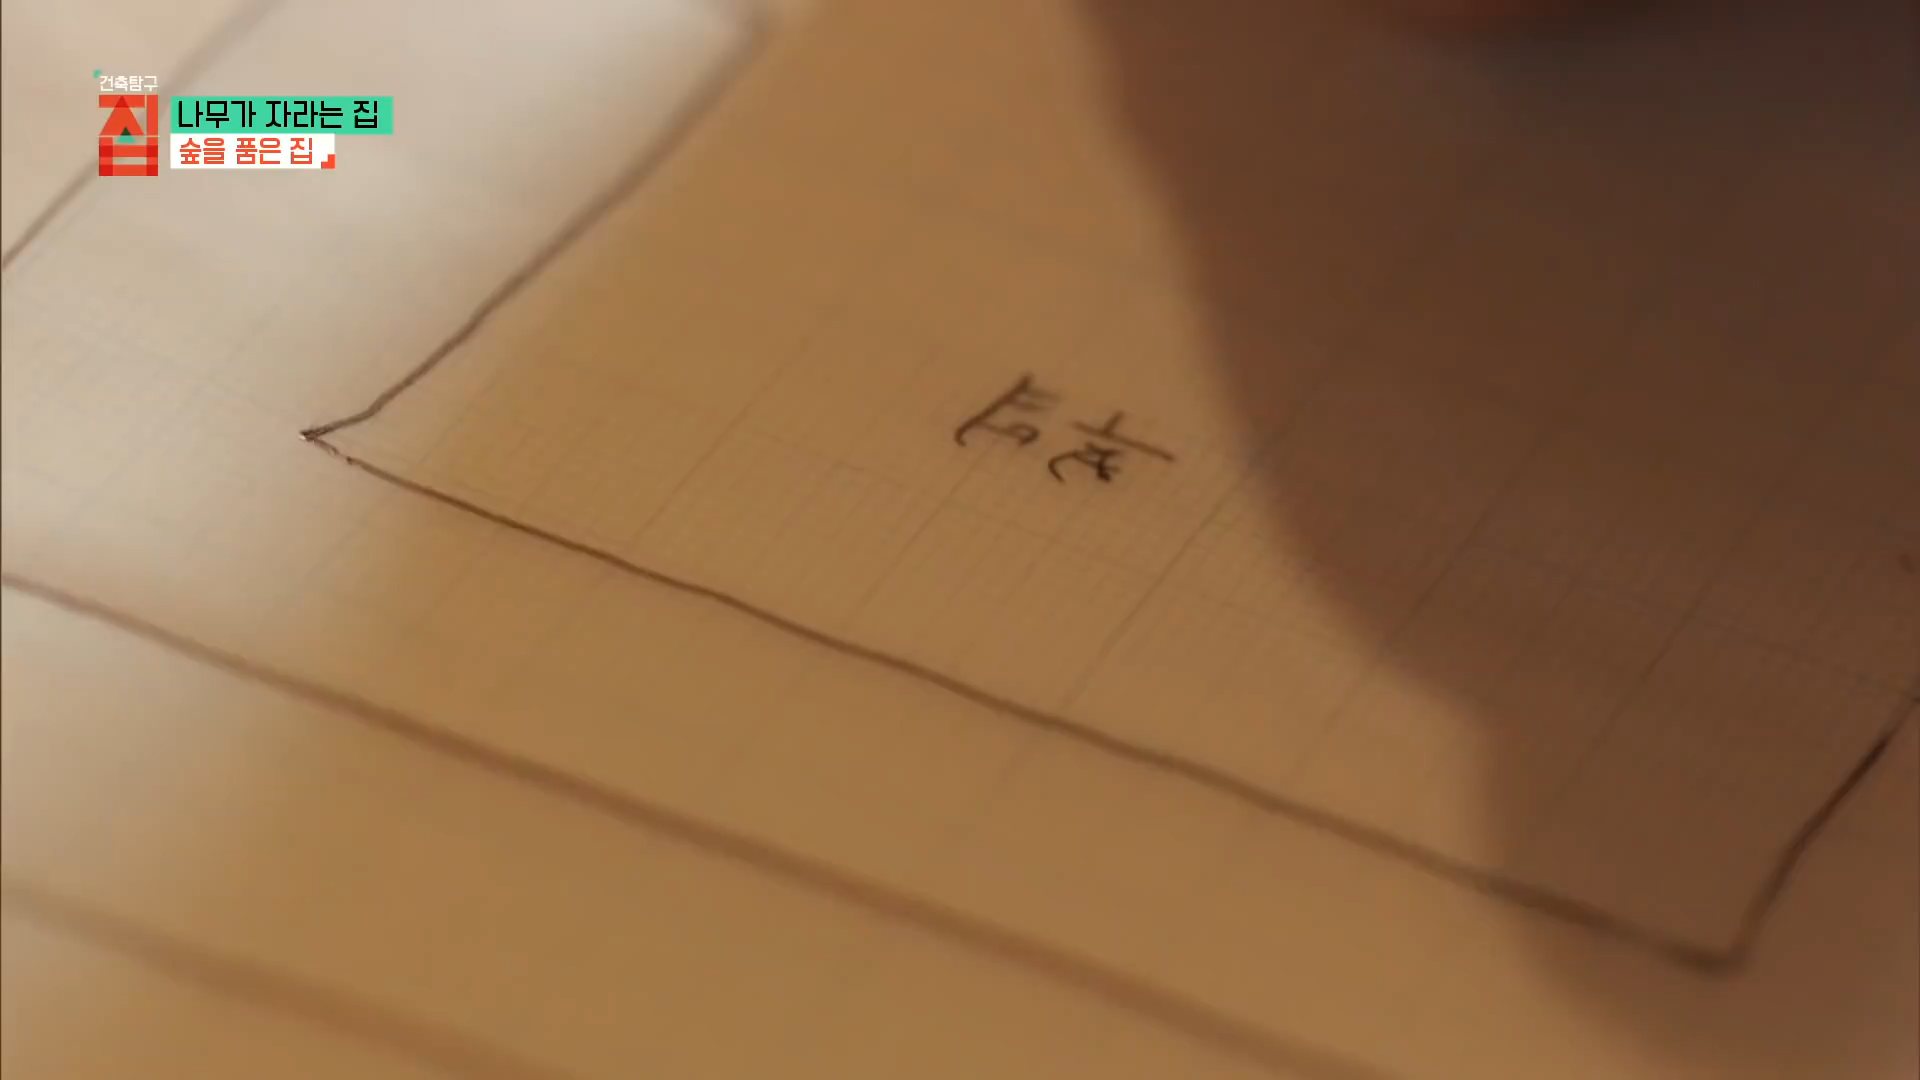 건축탐구
집
나무가 자라는 집
숲을 품은 집